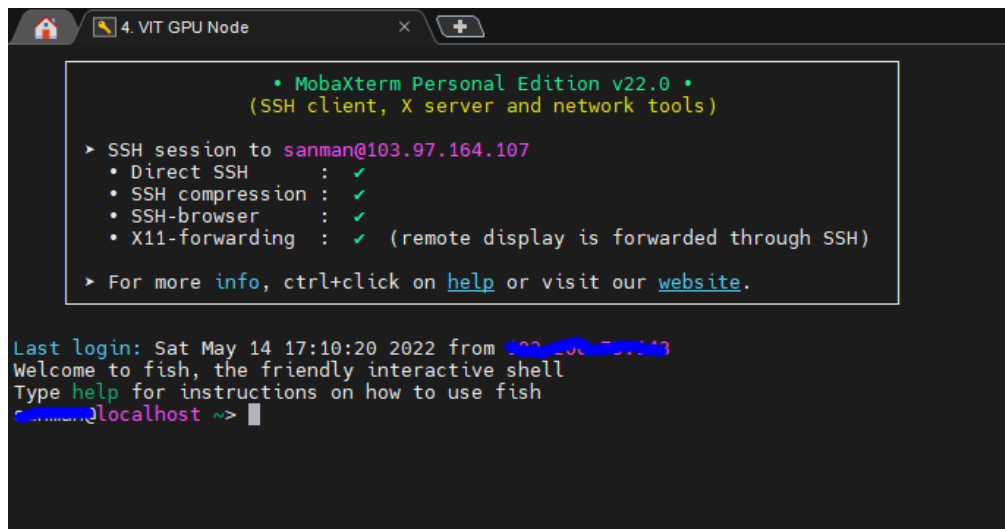 4. VIT GPU Node
• MobaXterm Personal Edition v22.0 •
(SSH client, X server and network tools)
➤ SSH session to sanman@103.97.164.107
• Direct SSH : ✔
• SSH compression : ✔
• SSH-browser : ✔
• X11-forwarding : ✔ (remote display is forwarded through SSH)
➤ For more info, ctrl+click on help or visit our website.
Last login: Sat May 14 17:10:20 2022 from
Welcome to fish, the friendly interactive shell
Type help for instructions on how to use fish
@localhost ~>